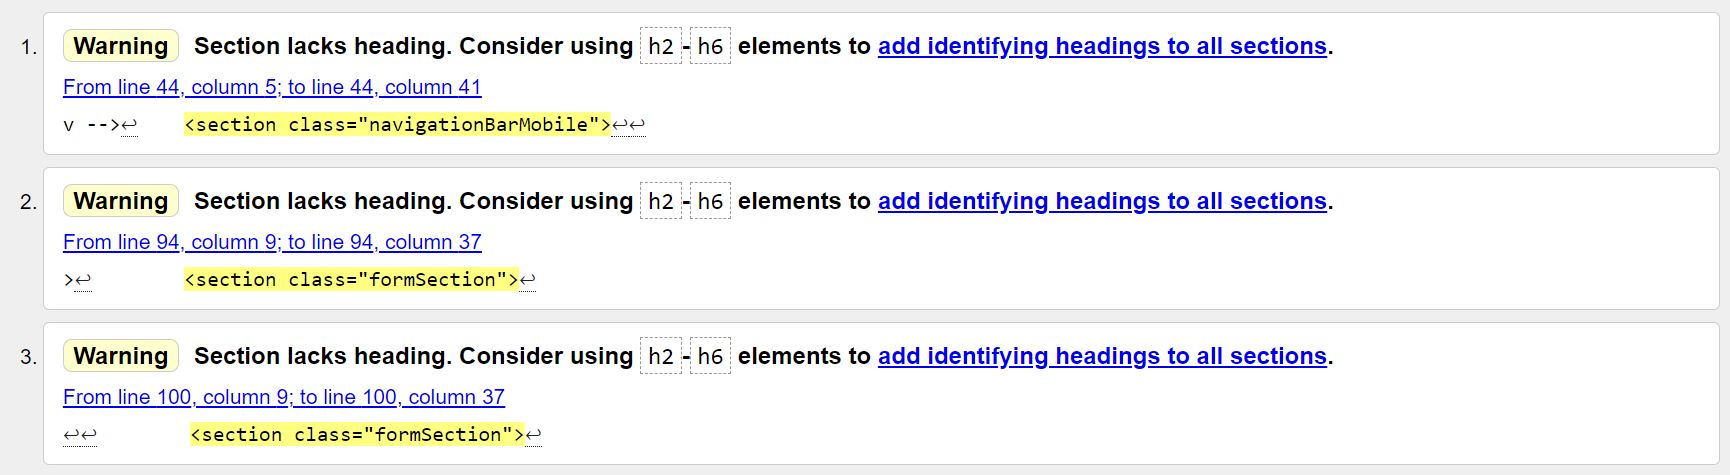 1. Warning Section lacks heading. Consider using h2-h6 elements to add identifying headings to all sections.
From line 44, column 5; to line 44, column 41
v -->↩    <section class="navigationBarMobile">↩↩
2. Warning Section lacks heading. Consider using h2-h6 elements to add identifying headings to all sections.
From line 94, column 9; to line 94, column 37
>↩        <section class="formSection">↩
3. Warning Section lacks heading. Consider using h2-h6 elements to add identifying headings to all sections.
From line 100, column 9; to line 100, column 37
↩↩        <section class="formSection">↩